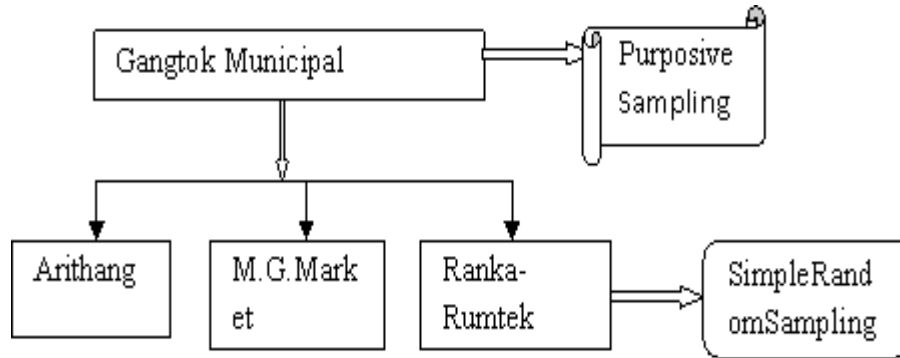 Gangtok Municipal
Purposive
Sampling
Arithang
M.G.Mark
et
Ranka-
Rumtek
SimpleRand
omSampling